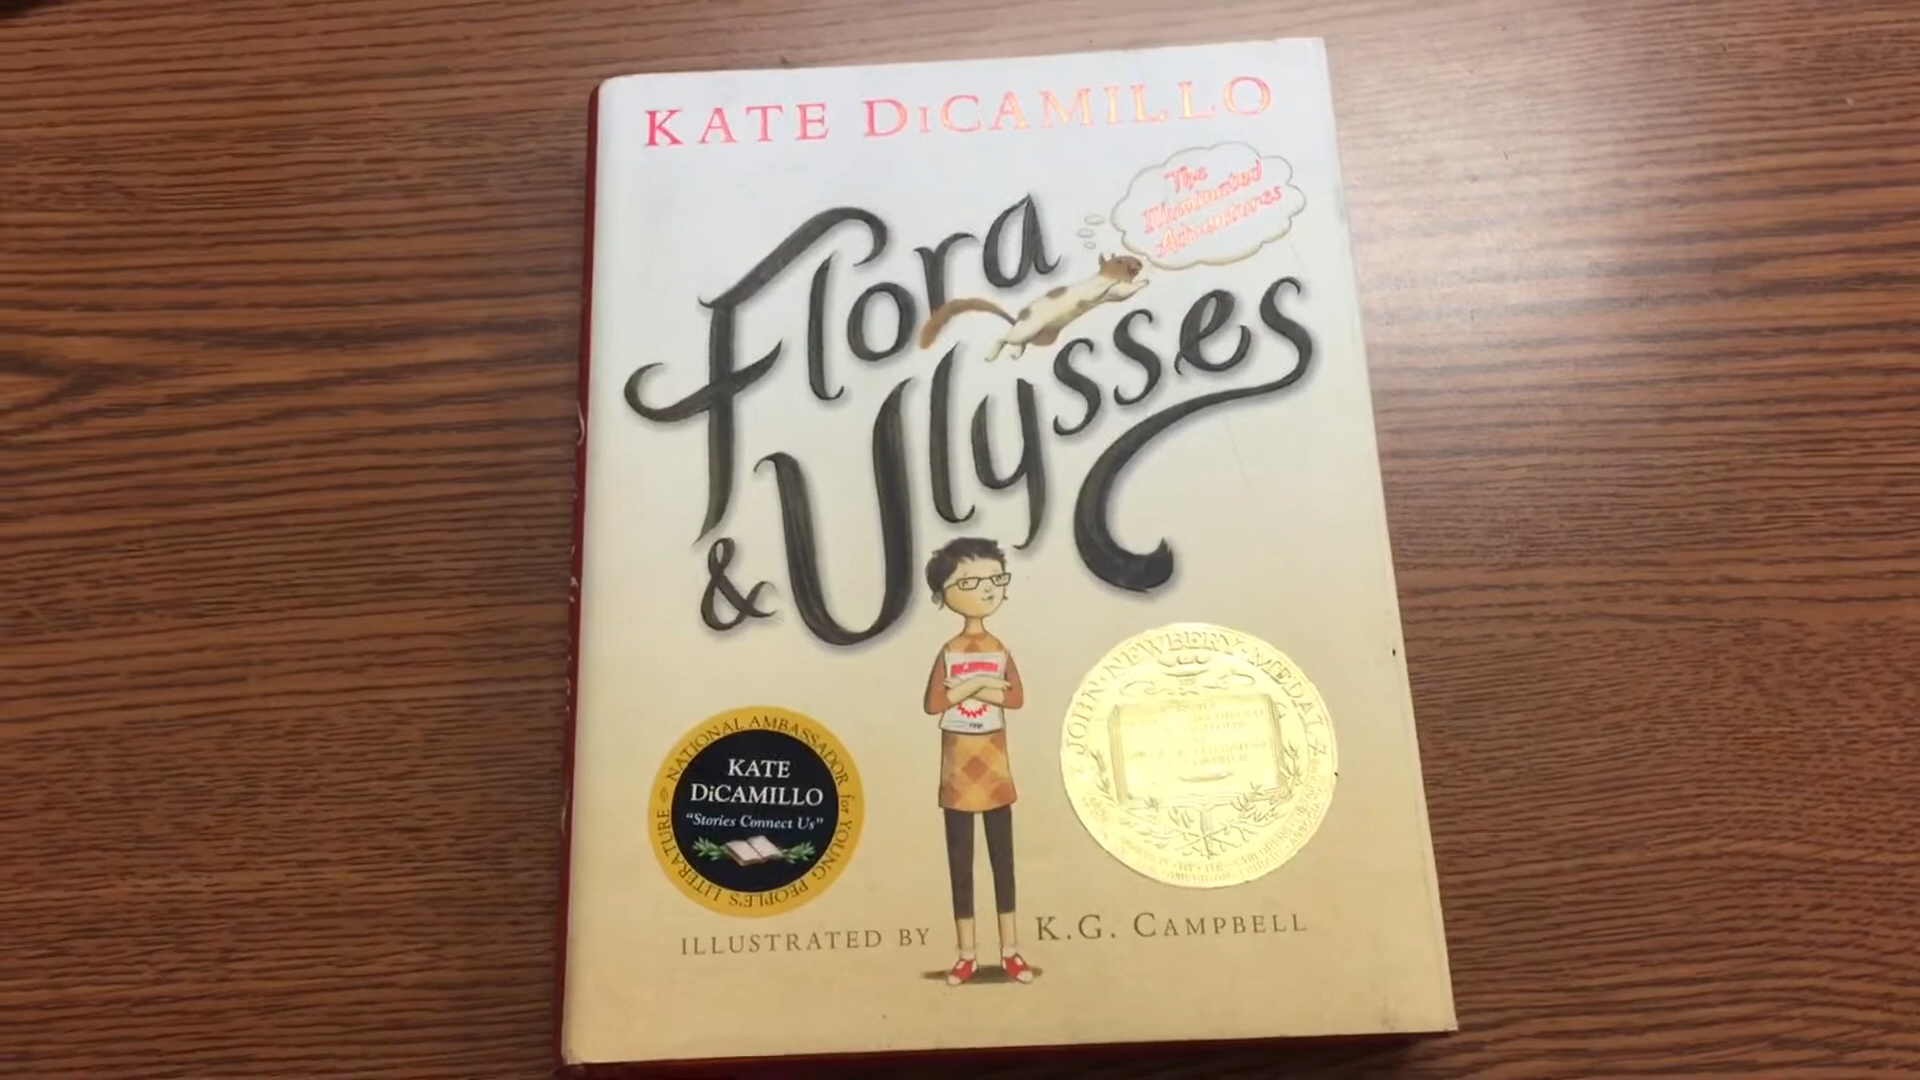 KATE DiCAMILLO
The
Illuminated
Adventures
Flora
& Ulysses
NATIONAL AMBASSADOR for YOUNG PEOPLE'S LITERATURE
KATE
DiCAMILLO
"Stories Connect Us"
JOHN · NEWBERY · MEDAL
ILLUSTRATED BY K.G. CAMPBELL